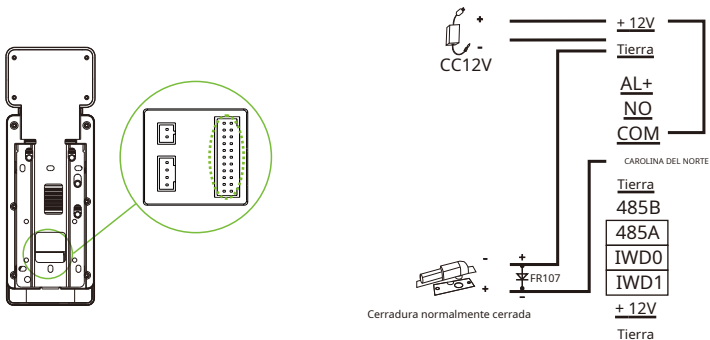 +
-
CC12V
+ 12V
Tierra
AL+
NO
COM
CAROLINA DEL NORTE
Tierra
485B
485A
IWD0
IWD1
+ 12V
Tierra
-
+
+
FR107
-
Cerradura normalmente cerrada